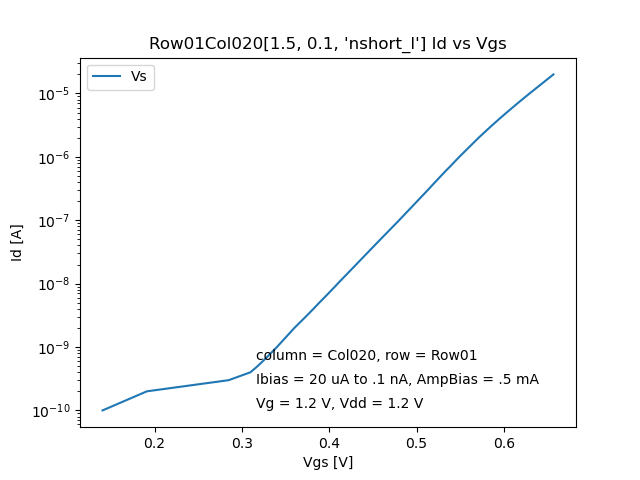 Row01Col020[1.5, 0.1, 'nshort_l'] Id vs Vgs
Vs
10⁻⁵
10⁻⁶
10⁻⁷
10⁻⁸
10⁻⁹
10⁻¹⁰
Id [A]
column = Col020, row = Row01
Ibias = 20 uA to .1 nA, AmpBias = .5 mA
Vg = 1.2 V, Vdd = 1.2 V
0.2 0.3 0.4 0.5 0.6
Vgs [V]